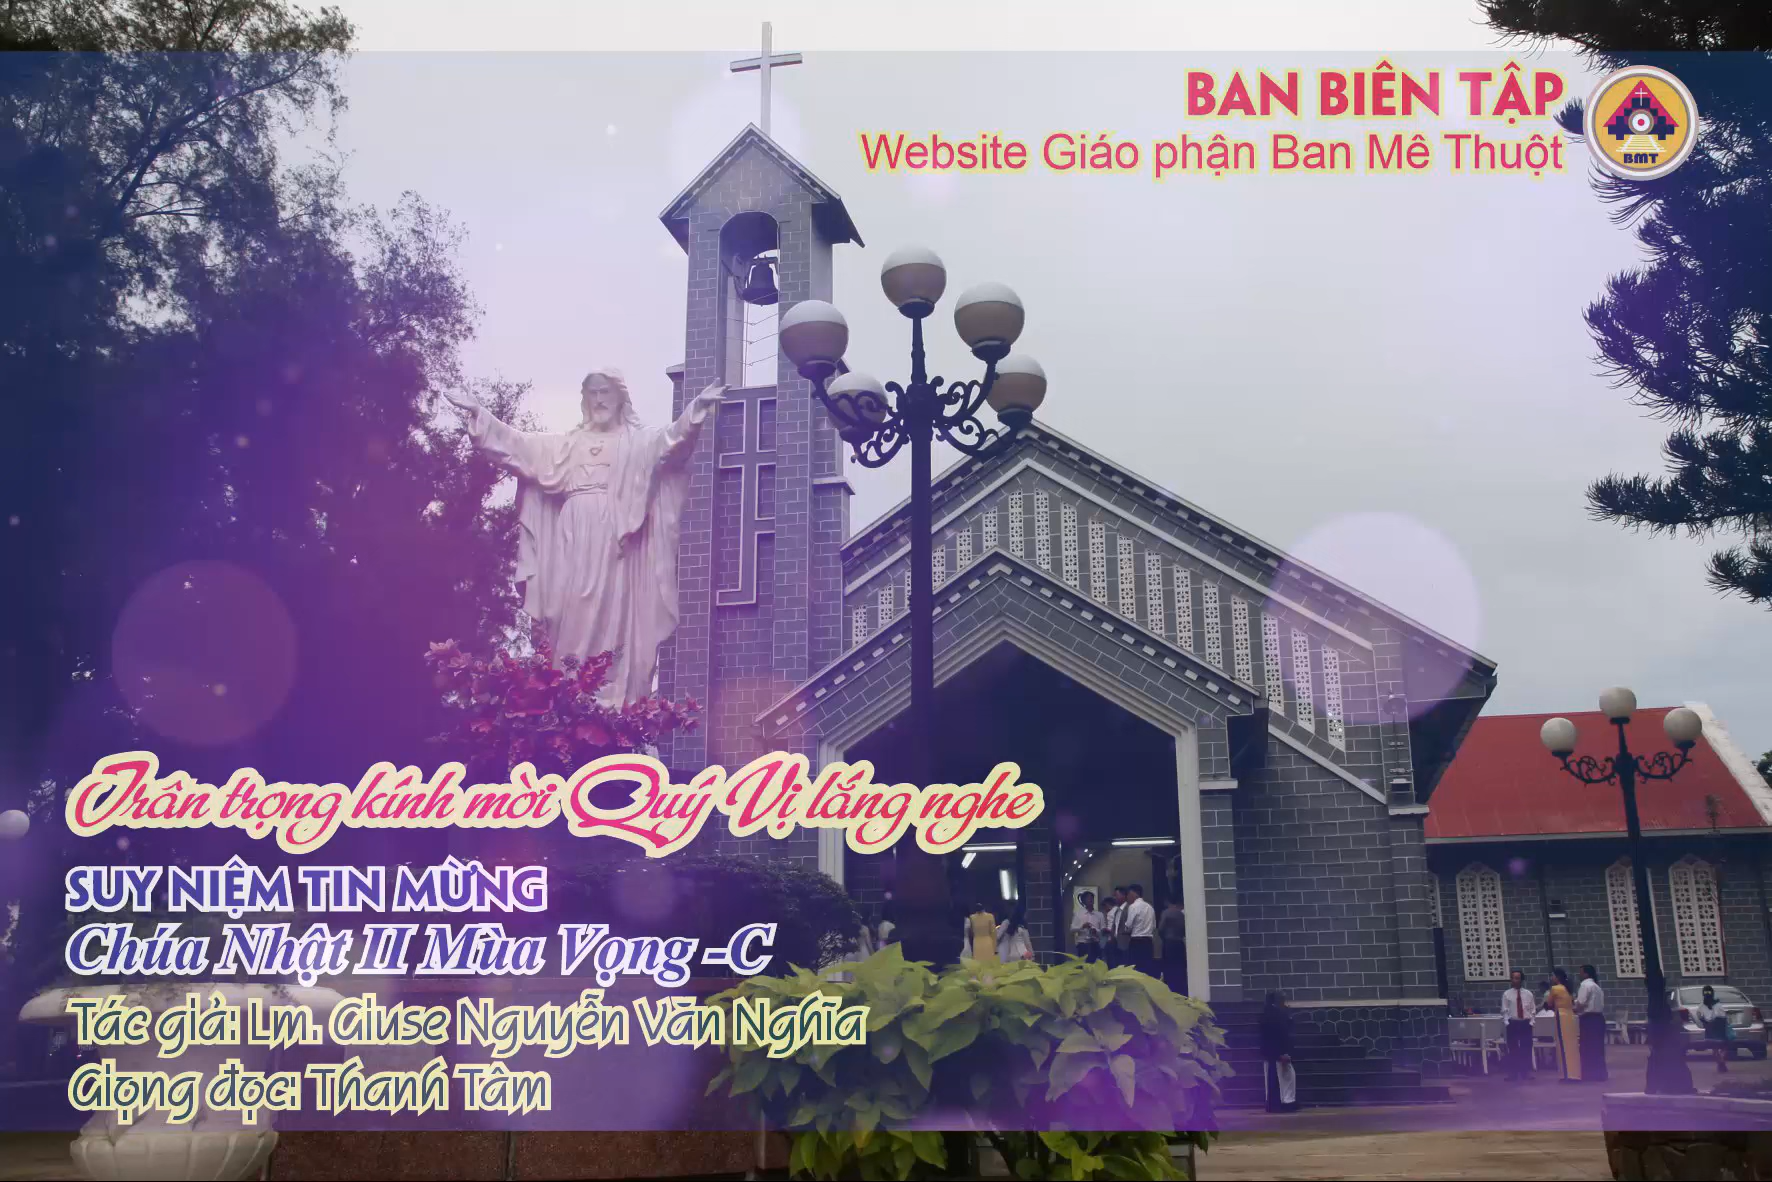 BAN BIÊN TẬP
Website Giáo phận Ban Mê Thuột
BMT
Trân trọng kính mời Quý Vị lắng nghe
SUY NIỆM TIN MỪNG
Chúa Nhật II Mùa Vọng -C
Tác giả: Lm. Giuse Nguyễn Văn Nghĩa
Giọng đọc: Thanh Tâm